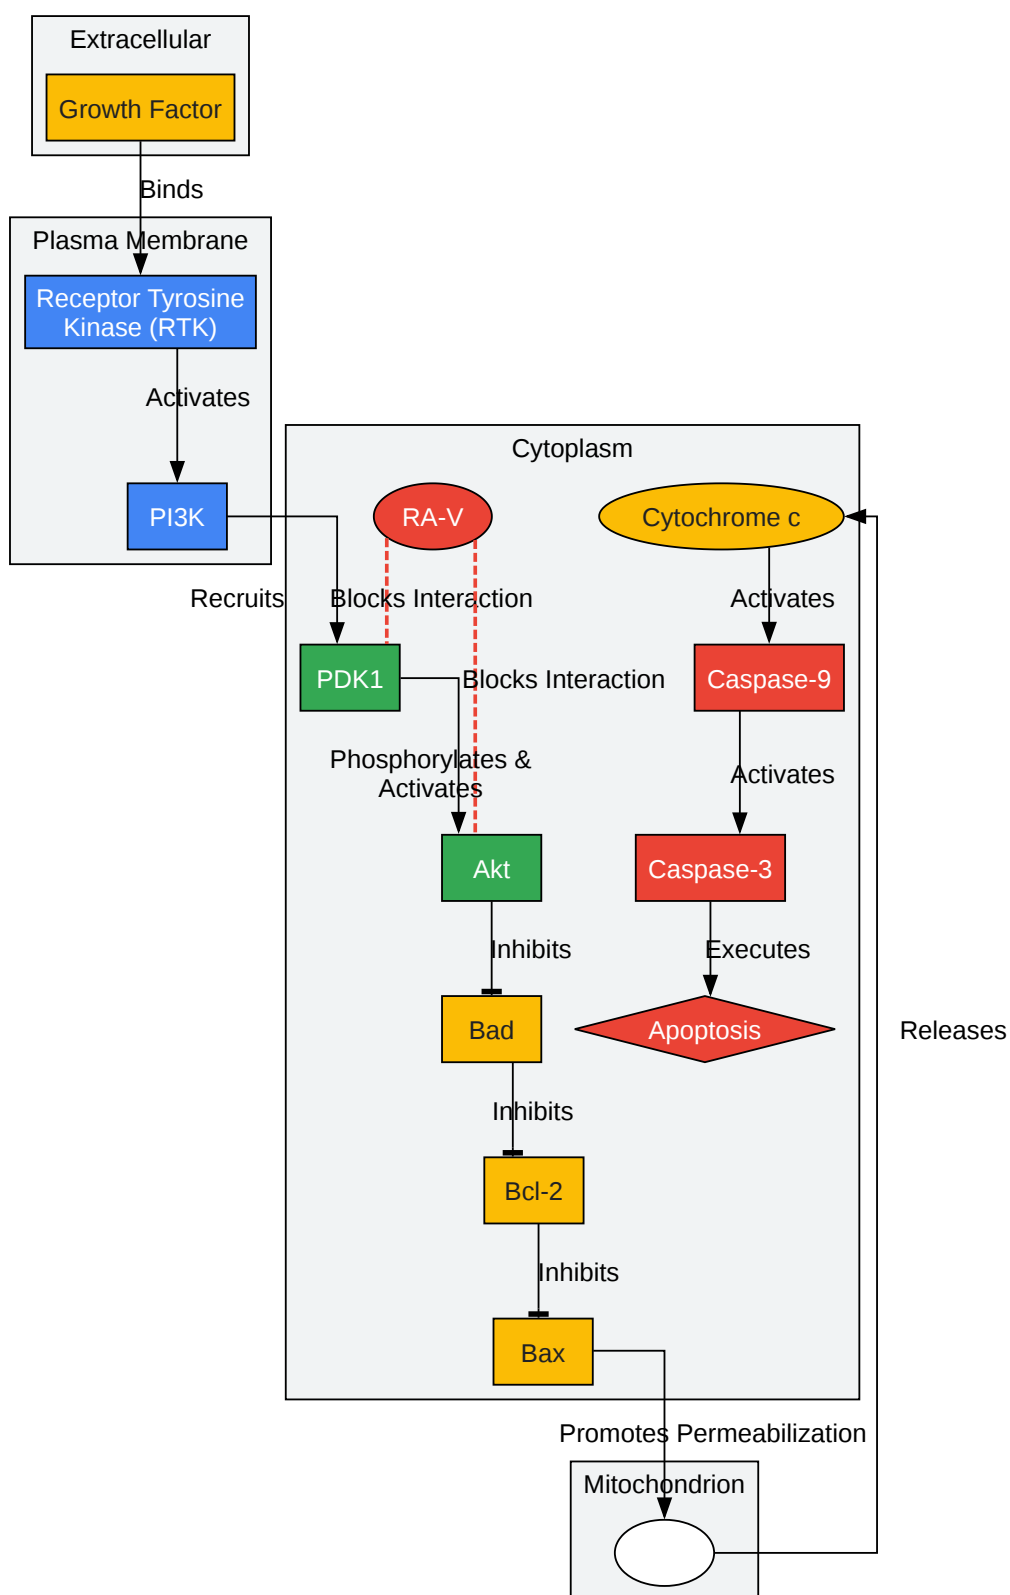 Extracellular
Growth Factor
Binds
Plasma Membrane
Receptor Tyrosine
Kinase (RTK)
Activates
PI3K
Recruits
Cytoplasm
RA-V
Cytochrome c
Blocks Interaction
Activates
PDK1
Blocks Interaction
Caspase-9
Phosphorylates &
Activates
Activates
Akt
Caspase-3
Inhibits
Executes
Bad
Apoptosis
Releases
Inhibits
Bcl-2
Inhibits
Bax
Promotes Permeabilization
Mitochondrion